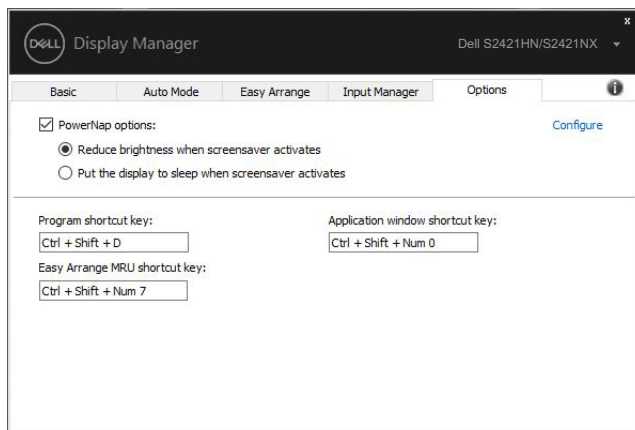 x
DELL Display Manager Dell S2421HN/S2421NX
Basic Auto Mode Easy Arrange Input Manager Options
PowerNap options: Configure
Reduce brightness when screensaver activates
Put the display to sleep when screensaver activates
Program shortcut key: Application window shortcut key:
Ctrl + Shift + D Ctrl + Shift + Num 0
Easy Arrange MRU shortcut key:
Ctrl + Shift + Num 7